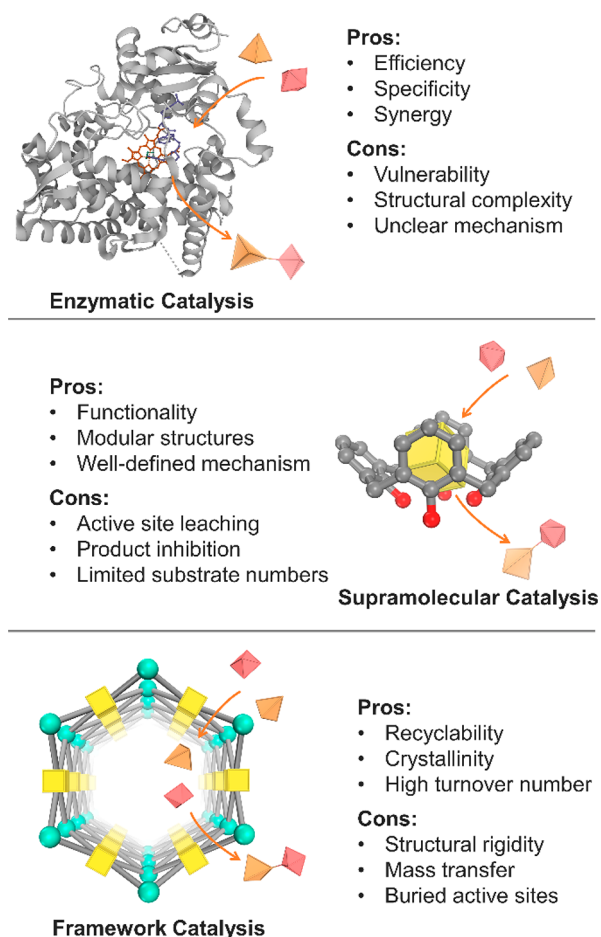 Pros:
• Efficiency
• Specificity
• Synergy
Cons:
• Vulnerability
• Structural complexity
• Unclear mechanism
Enzymatic Catalysis
Pros:
• Functionality
• Modular structures
• Well-defined mechanism
Cons:
• Active site leaching
• Product inhibition
• Limited substrate numbers
Supramolecular Catalysis
Pros:
• Recyclability
• Crystallinity
• High turnover number
Cons:
• Structural rigidity
• Mass transfer
• Buried active sites
Framework Catalysis